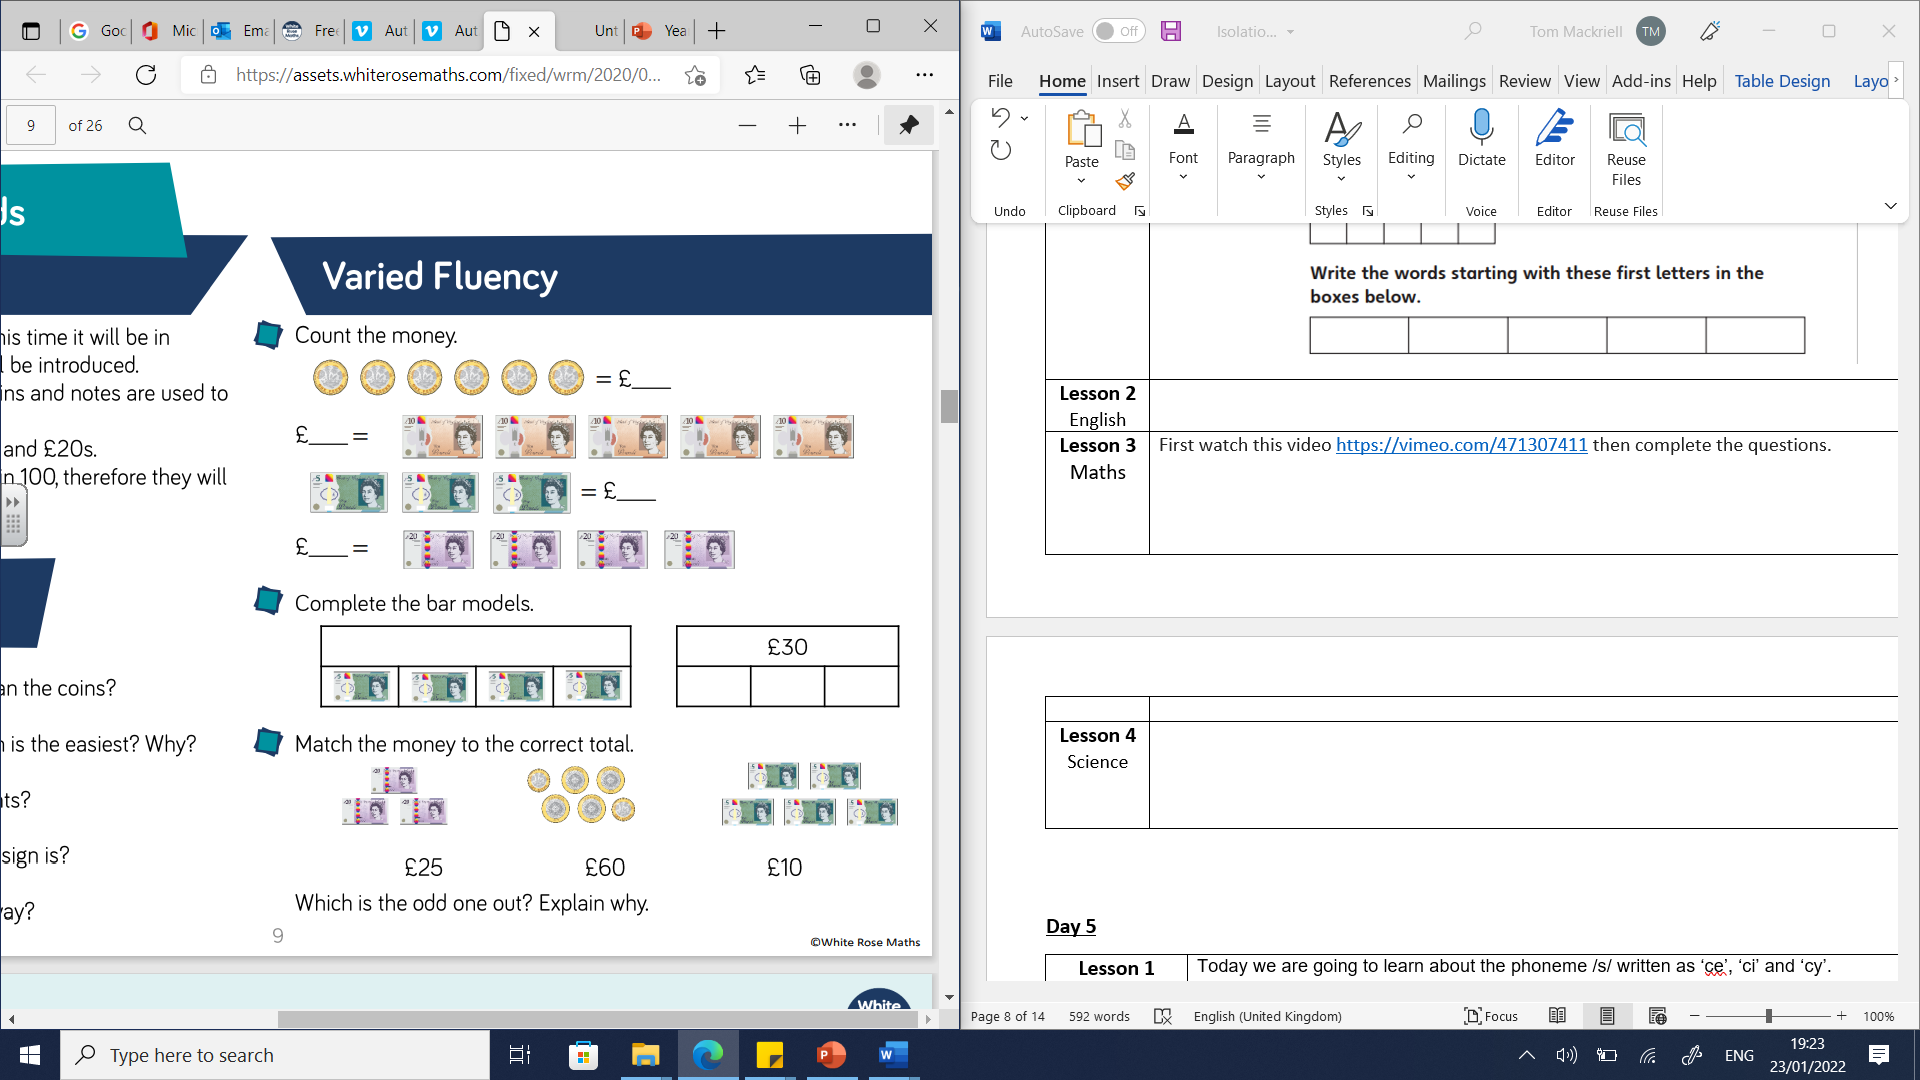 Goc
Mic
Ema
Free
Aut
Aut
Unt
Yea
https://assets.whiterosemaths.com/fixed/wrm/2020/0...
9
of 26
ds
Varied Fluency
his time it will be in
l be introduced.
ins and notes are used to
and £20s.
n 100, therefore they will
an the coins?
is the easiest? Why?
ats?
sign is?
ay?
Count the money.
= £___
£___ =
= £___
£___ =
Complete the bar models.
£30
Match the money to the correct total.
£25 £60 £10
Which is the odd one out? Explain why.
9
©White Rose Maths
White
AutoSave Off Isolatio... Tom Mackriell TM
File Home Insert Draw Design Layout References Mailings Review View Add-ins Help Table Design Layo
Paste Font Paragraph Styles Editing Dictate Editor Reuse Files
Undo Clipboard Styles Voice Editor Reuse Files
Write the words starting with these first letters in the
boxes below.
Lesson 2
English
Lesson 3
Maths
First watch this video https://vimeo.com/471307411 then complete the questions.
Lesson 4
Science
Day 5
Lesson 1
Today we are going to learn about the phoneme /s/ written as ‘ce’, ‘ci’ and ‘cy’.
Page 8 of 14 592 words English (United Kingdom) Focus 100%
Type here to search
ENG
19:23
23/01/2022